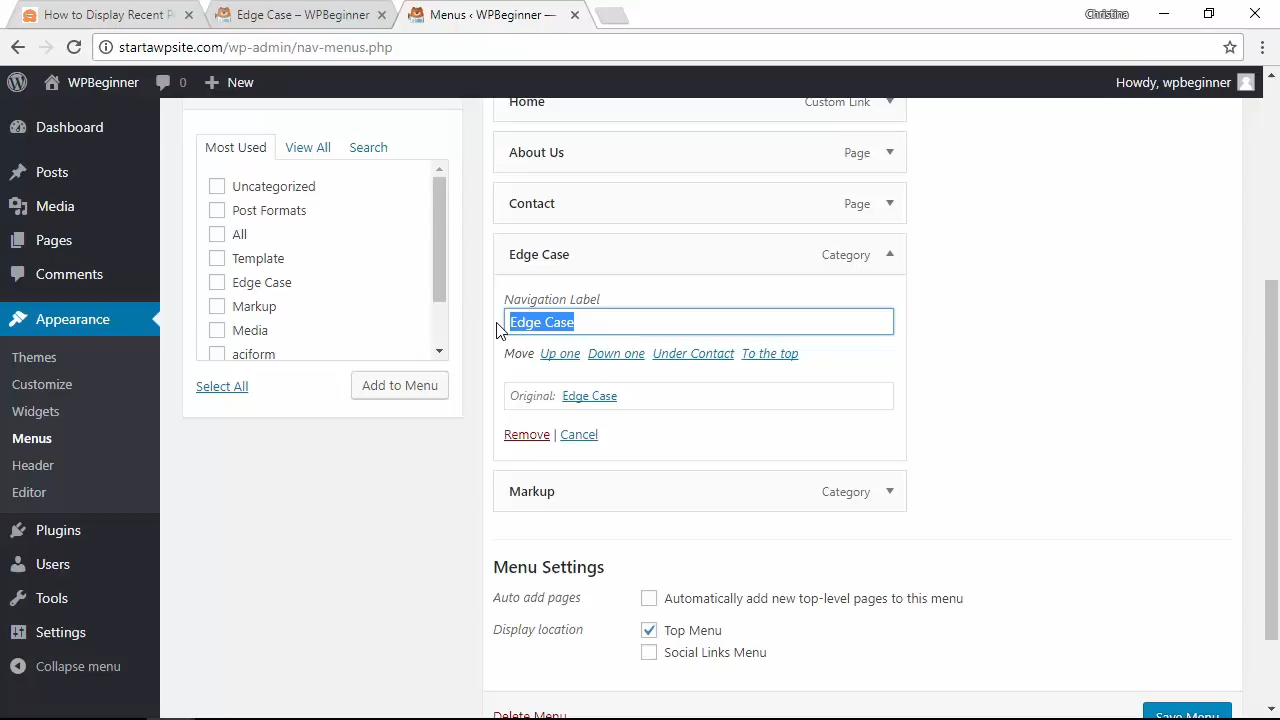 How to Display Recent P
Edge Case – WPBeginner
Menus ‹ WPBeginner —
Christina
startawpsite.com/wp-admin/nav-menus.php
WPBeginner
0
New
Howdy, wpbeginner
Dashboard
Posts
Media
Pages
Comments
Appearance
Themes
Customize
Widgets
Menus
Header
Editor
Plugins
Users
Tools
Settings
Collapse menu
Most Used
View All
Search
Uncategorized
Post Formats
All
Template
Edge Case
Markup
Media
aciform
Select All
Add to Menu
Home
Custom Link
About Us
Page
Contact
Page
Edge Case
Category
Navigation Label
Edge Case
Move Up one Down one Under Contact To the top
Original: Edge Case
Remove | Cancel
Markup
Category
Menu Settings
Auto add pages
Automatically add new top-level pages to this menu
Display location
Top Menu
Social Links Menu
Delete Menu
Save Menu